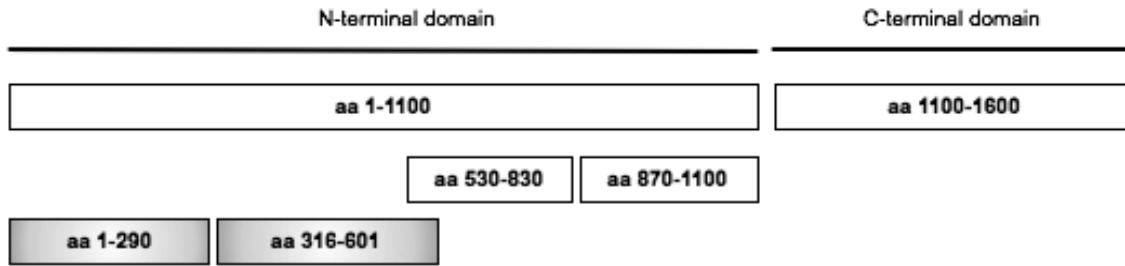 N-terminal domain C-terminal domain
aa 1-1100 aa 1100-1600
aa 530-830 aa 870-1100
aa 1-290 aa 316-601